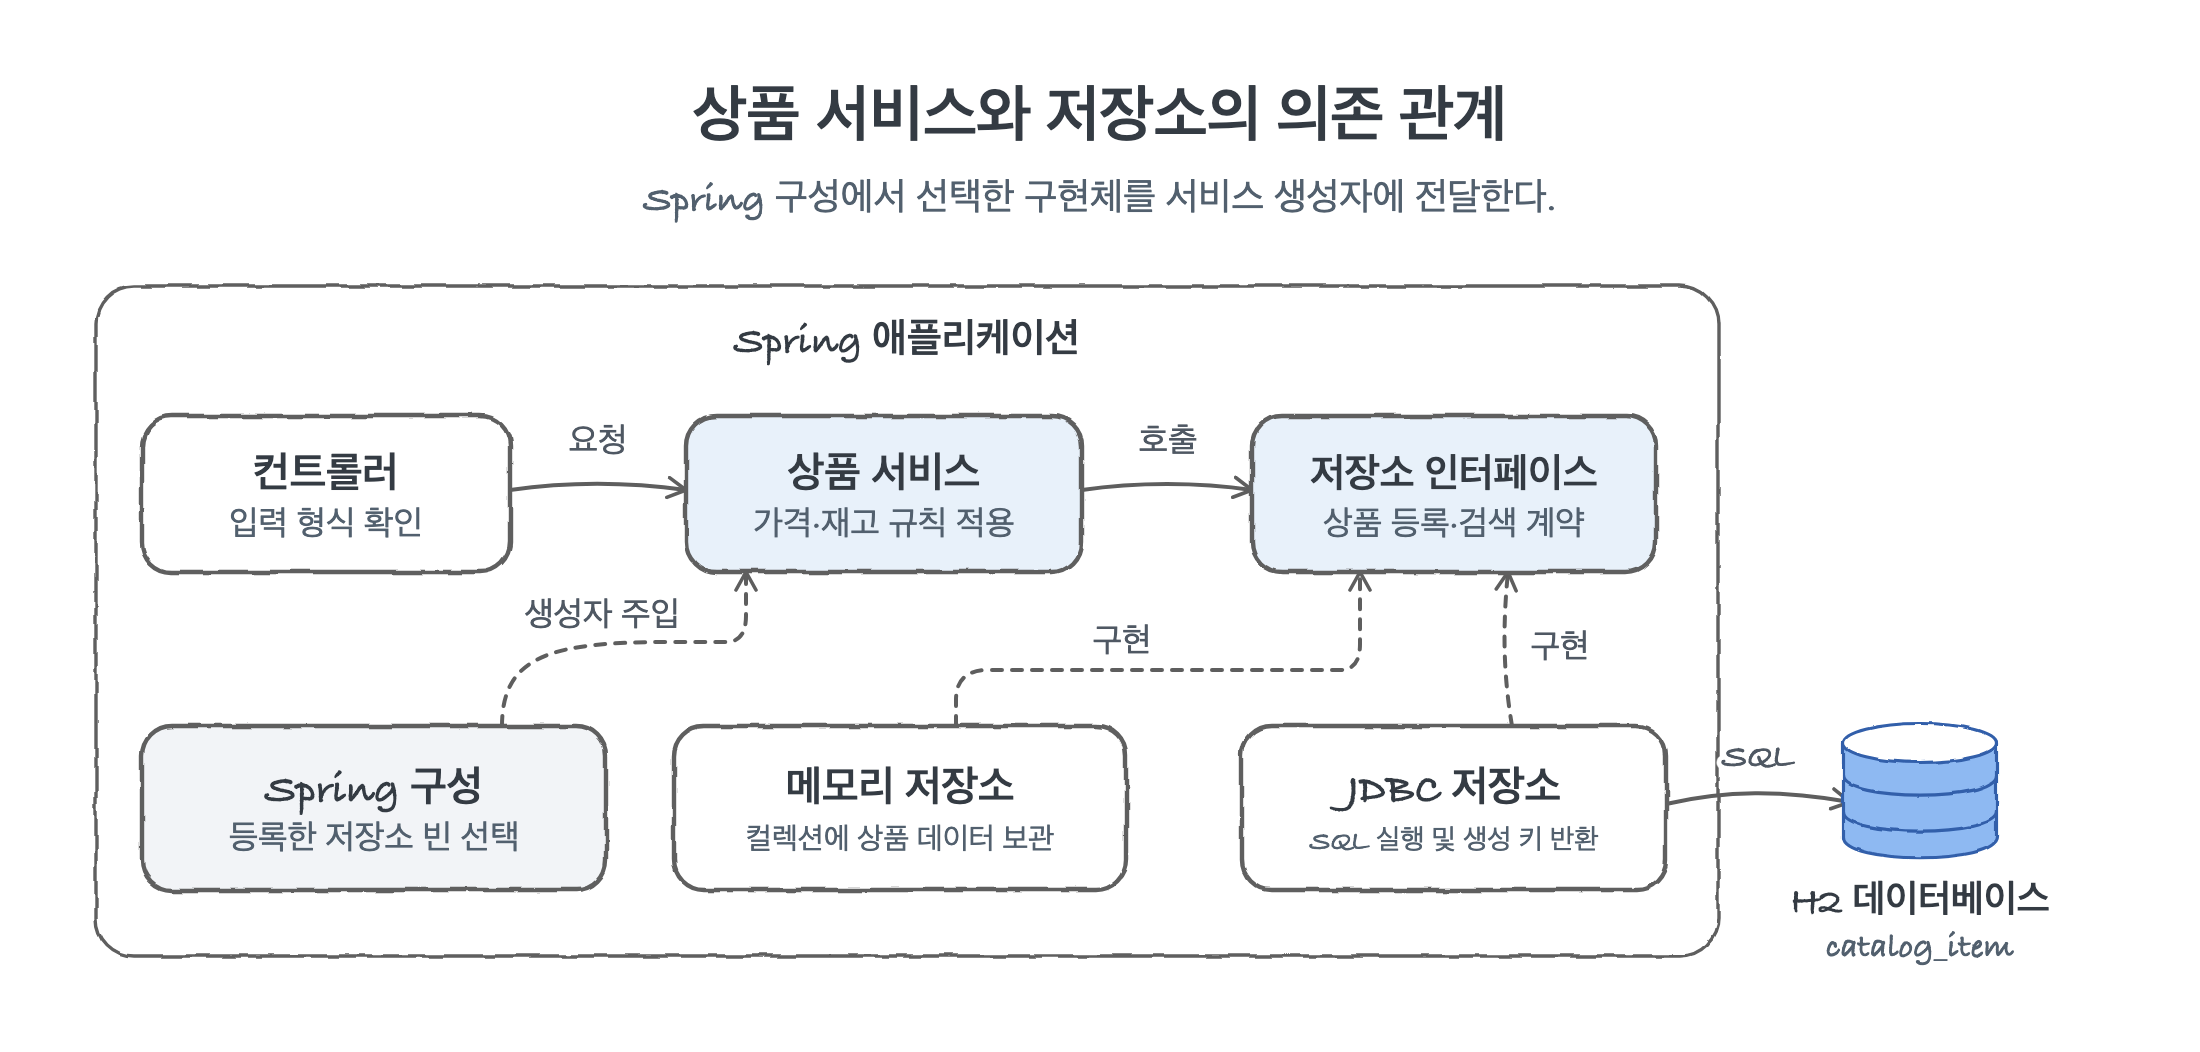 상품 서비스와 저장소의 의존 관계
Spring 구성에서 선택한 구현체를 서비스 생성자에 전달한다.
Spring 애플리케이션
컨트롤러
입력 형식 확인
요청
상품 서비스
가격·재고 규칙 적용
호출
저장소 인터페이스
상품 등록·검색 계약
생성자 주입
구현
구현
Spring 구성
등록한 저장소 빈 선택
메모리 저장소
컬렉션에 상품 데이터 보관
JDBC 저장소
SQL 실행 및 생성 키 반환
SQL
H2 데이터베이스
catalog_item